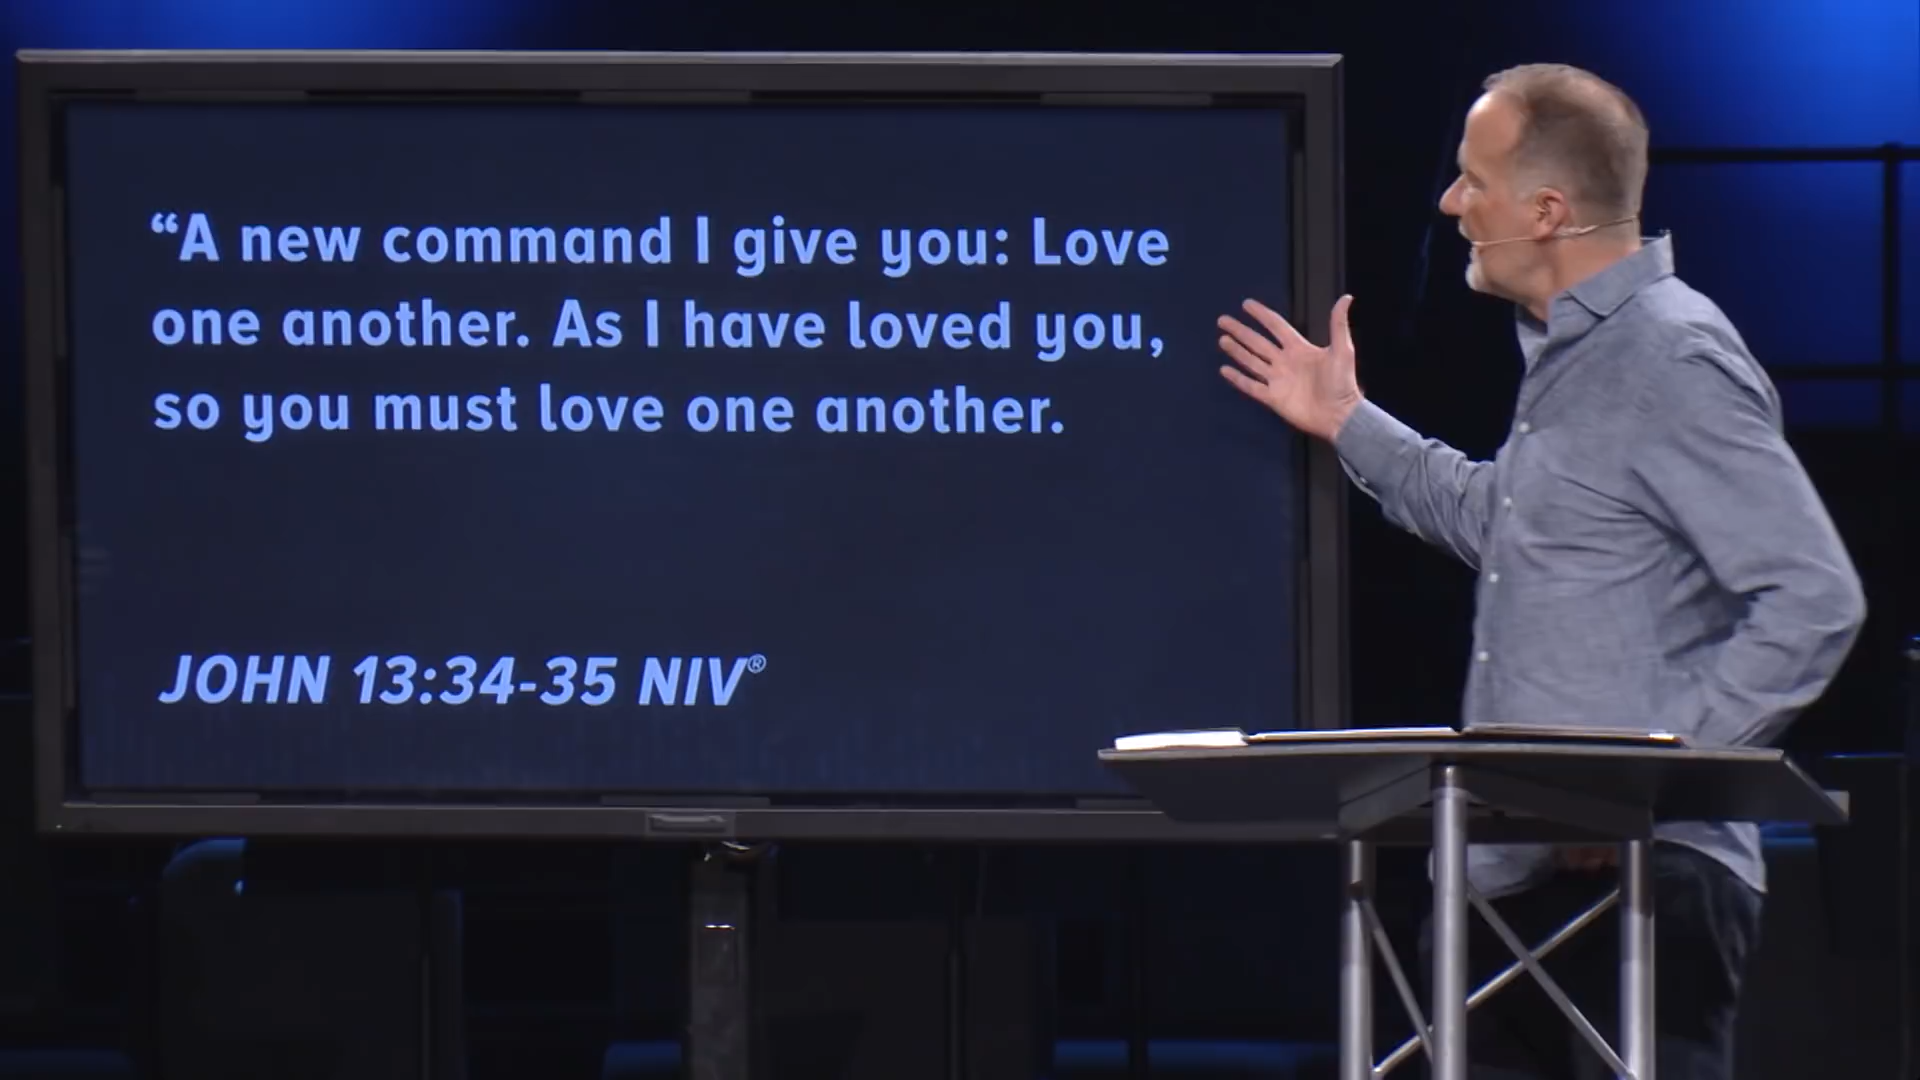 “A new command I give you: Love
one another. As I have loved you,
so you must love one another.
JOHN 13:34-35 NIV®